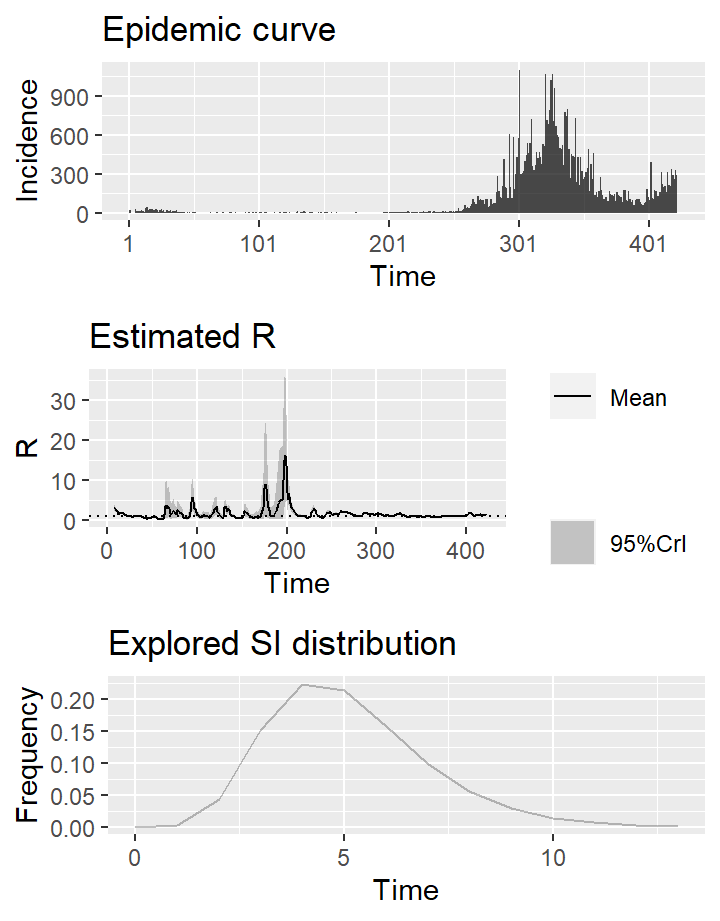 Epidemic curve
Incidence
900
600
300
0
1 101 201 301 401
Time
Estimated R
R
30
20
10
0
0 100 200 300 400
Time
Mean
95%CrI
Explored SI distribution
Frequency
0.20
0.15
0.10
0.05
0.00
0 5 10
Time